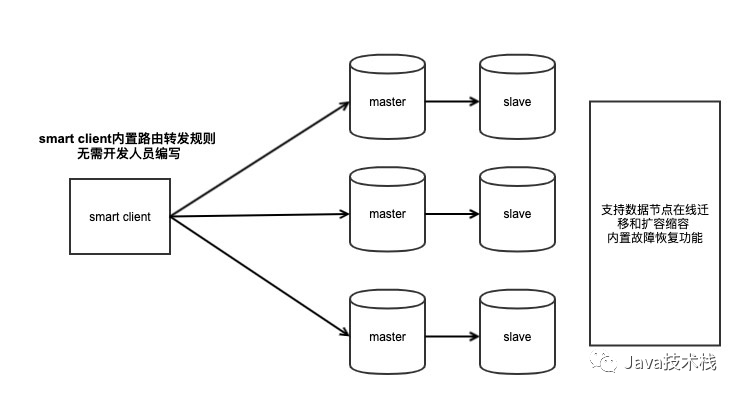 smart client内置路由转发规则
无需开发人员编写
smart client
master
slave
master
slave
master
slave
支持数据节点在线迁
移和扩容缩容
内置故障恢复功能
Java技术栈